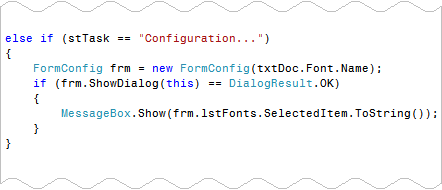 else if (stTask == "Configuration...")
{
    FormConfig frm = new FormConfig(txtDoc.Font.Name);
    if (frm.ShowDialog(this) == DialogResult.OK)
    {
        MessageBox.Show(frm.lstFonts.SelectedItem.ToString());
    }
}